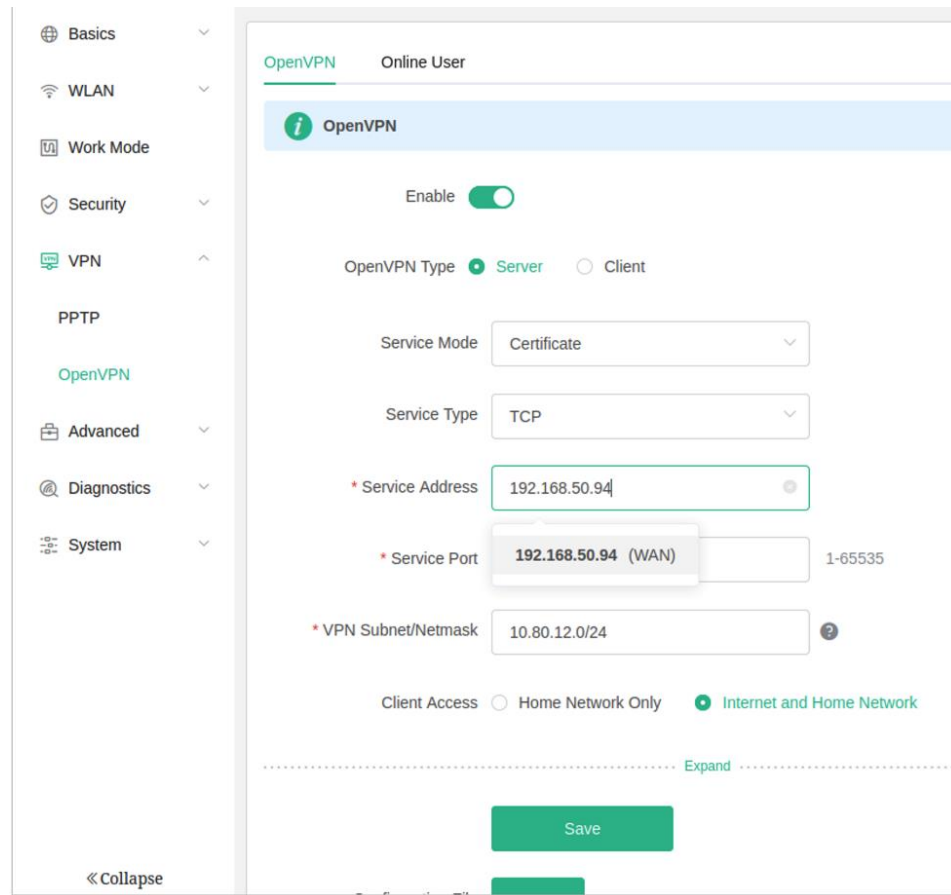 Basics
WLAN
Work Mode
Security
VPN
PPTP
OpenVPN
Advanced
Diagnostics
System
«Collapse
OpenVPN Online User
i OpenVPN
Enable
OpenVPN Type Server Client
Service Mode Certificate
Service Type TCP
* Service Address 192.168.50.94
192.168.50.94 (WAN)
* Service Port 1-65535
* VPN Subnet/Netmask 10.80.12.0/24 ?
Client Access Home Network Only Internet and Home Network
Expand
Save